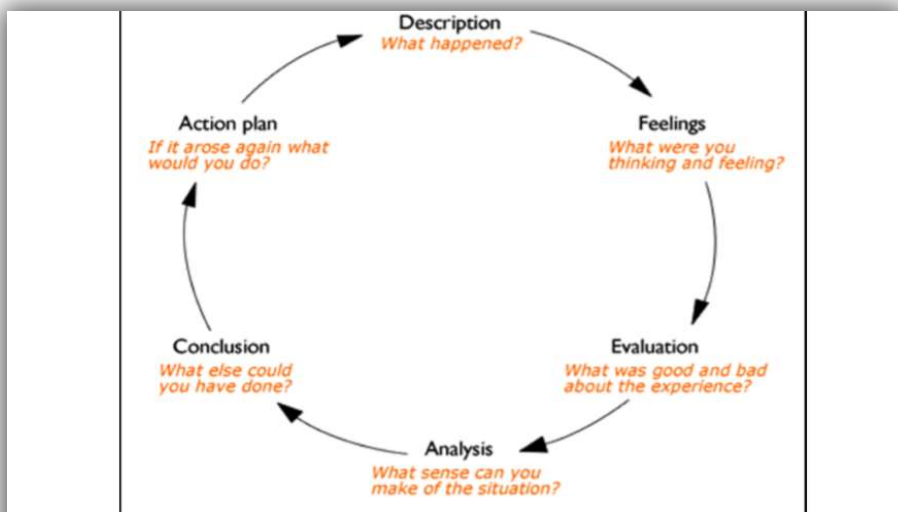 Description
What happened?
Feelings
What were you
thinking and feeling?
Evaluation
What was good and bad
about the experience?
Analysis
What sense can you
make of the situation?
Conclusion
What else could
you have done?
Action plan
If it arose again what
would you do?